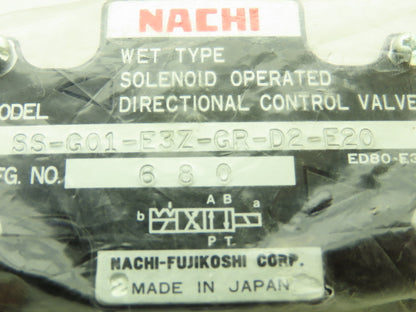 NACHI
WET TYPE
SOLENOID OPERATED
DIRECTIONAL CONTROL VALVE
MODEL
SS-G01-E3Z-GR-D2-E20
ED80-E3
FG. NO. 680
A B
b a
P T
NACHI-FUJIKOSHI CORP.
MADE IN JAPAN